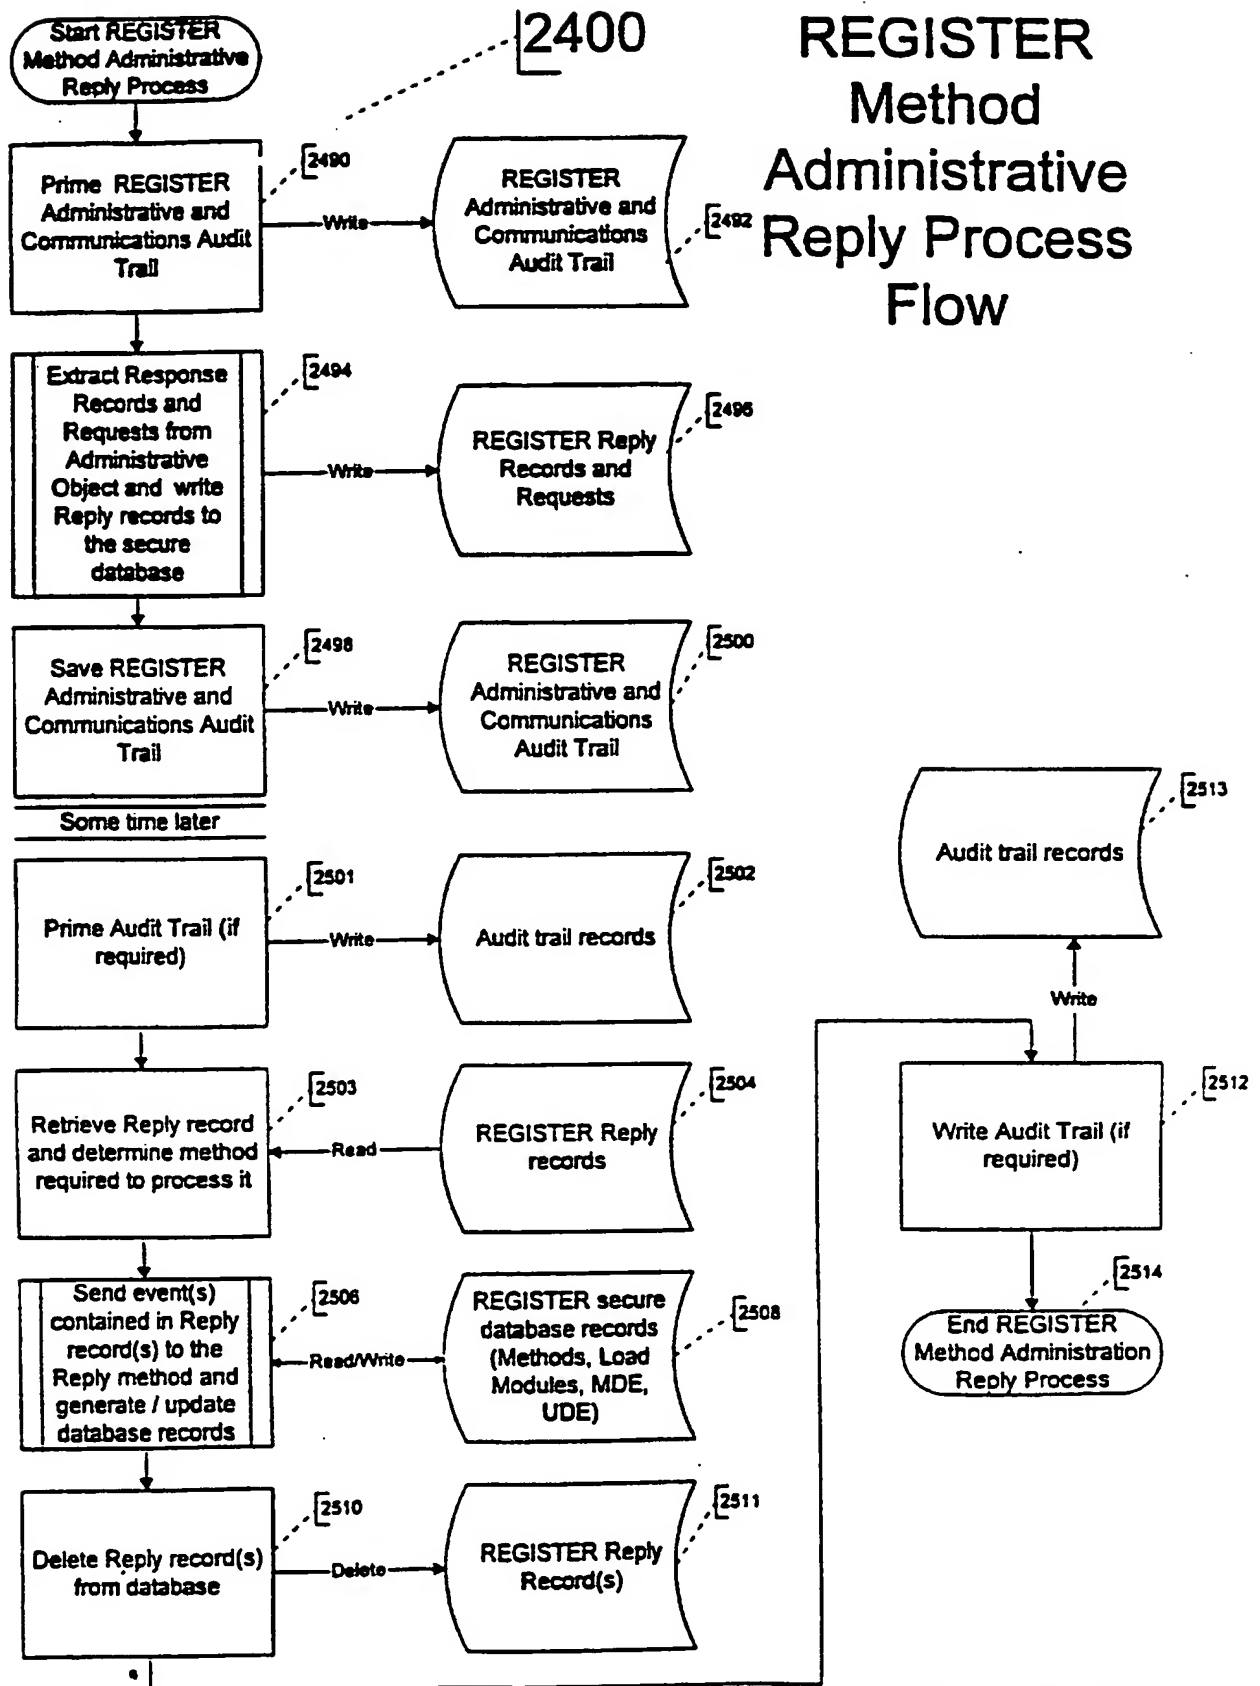 Start REGISTER
Method Administrative
Reply Process
2400
REGISTER
Method
Administrative
Reply Process
Flow
Prime REGISTER
Administrative and
Communications Audit
Trail
2490
Write
REGISTER
Administrative and
Communications
Audit Trail
2492
Extract Response
Records and
Requests from
Administrative
Object and write
Reply records to
the secure
database
2494
Write
REGISTER Reply
Records and
Requests
2496
Save REGISTER
Administrative and
Communications Audit
Trail
2498
Write
REGISTER
Administrative and
Communications
Audit Trail
2500
Some time later
Prime Audit Trail (if
required)
2501
Write
Audit trail records
2502
Retrieve Reply record
and determine method
required to process it
2503
Read
REGISTER Reply
records
2504
Send event(s)
contained in Reply
record(s) to the
Reply method and
generate / update
database records
2506
Read/Write
REGISTER secure
database records
(Methods, Load
Modules, MDE,
UDE)
2508
Delete Reply record(s)
from database
2510
Delete
REGISTER Reply
Record(s)
2511
Audit trail records
2513
Write
Write Audit Trail (if
required)
2512
2514
End REGISTER
Method Administration
Reply Process